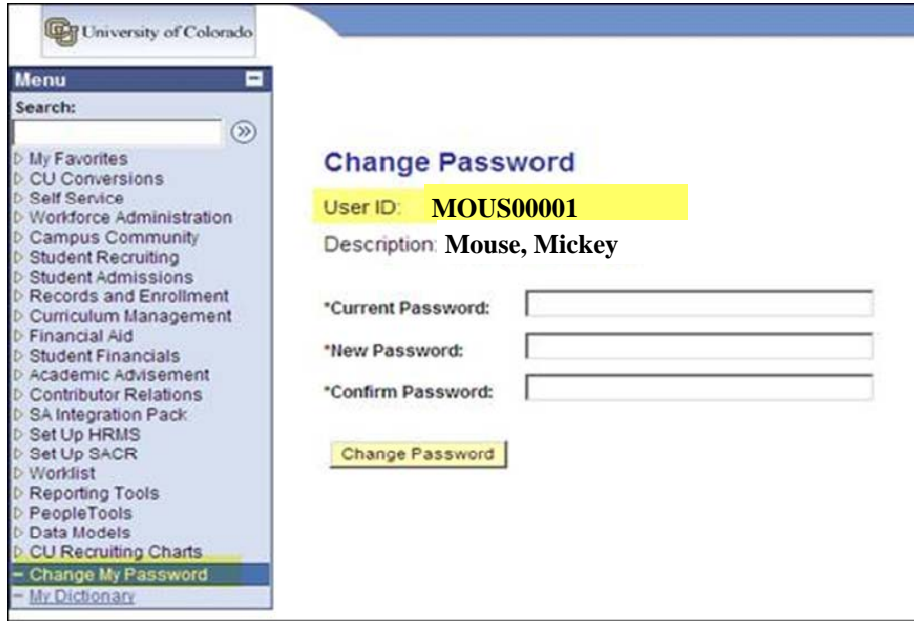 University of Colorado
Menu
Search:
My Favorites
CU Conversions
Self Service
Workforce Administration
Campus Community
Student Recruiting
Student Admissions
Records and Enrollment
Curriculum Management
Financial Aid
Student Financials
Academic Advisement
Contributor Relations
SA Integration Pack
Set Up HRMS
Set Up SACR
Worklist
Reporting Tools
PeopleTools
Data Models
CU Recruiting Charts
Change My Password
My Dictionary
Change Password
User ID: MOUS00001
Description: Mouse, Mickey
*Current Password:
*New Password:
*Confirm Password:
Change Password